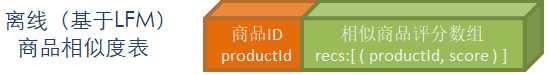 离线（基于LFM）
商品相似度表
商品ID
productId
相似商品评分数组
recs:[ ( productId, score ) ]